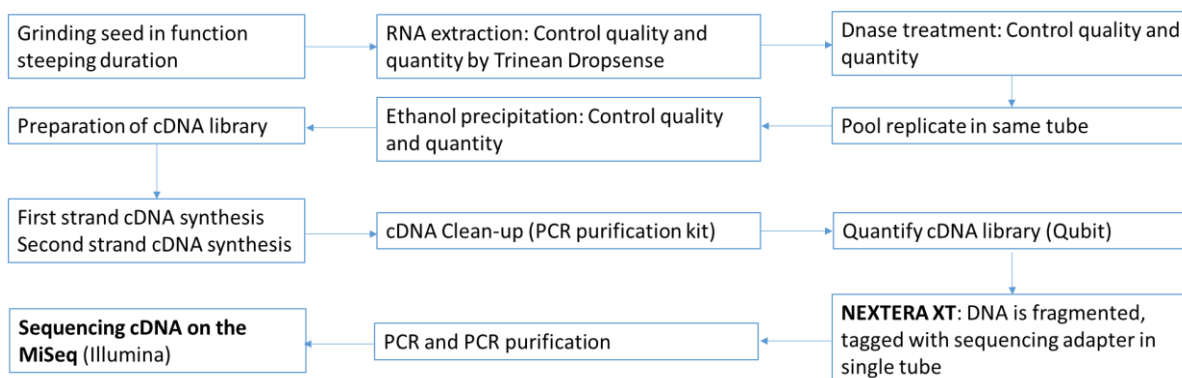 Grinding seed in function
steeping duration
RNA extraction: Control quality and
quantity by Trinean Dropsense
Dnase treatment: Control quality and
quantity
Pool replicate in same tube
Ethanol precipitation: Control quality
and quantity
Preparation of cDNA library
First strand cDNA synthesis
Second strand cDNA synthesis
cDNA Clean-up (PCR purification kit)
Quantify cDNA library (Qubit)
NEXTERA XT: DNA is fragmented,
tagged with sequencing adapter in
single tube
PCR and PCR purification
Sequencing cDNA on the
MiSeq (Illumina)